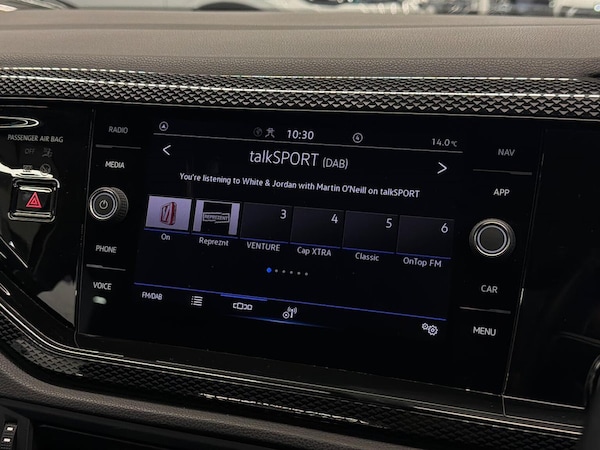 RADIO
10:30
14.0°C
NAV
PASSENGER AIR BAG
MEDIA
talkSPORT (DAB)
You're listening to White & Jordan with Martin O'Neill on talkSPORT
APP
REPREZENT
3
4
5
6
On
Repreznt
VENTURE
Cap XTRA
Classic
OnTop FM
PHONE
CAR
VOICE
FM/DAB
MENU